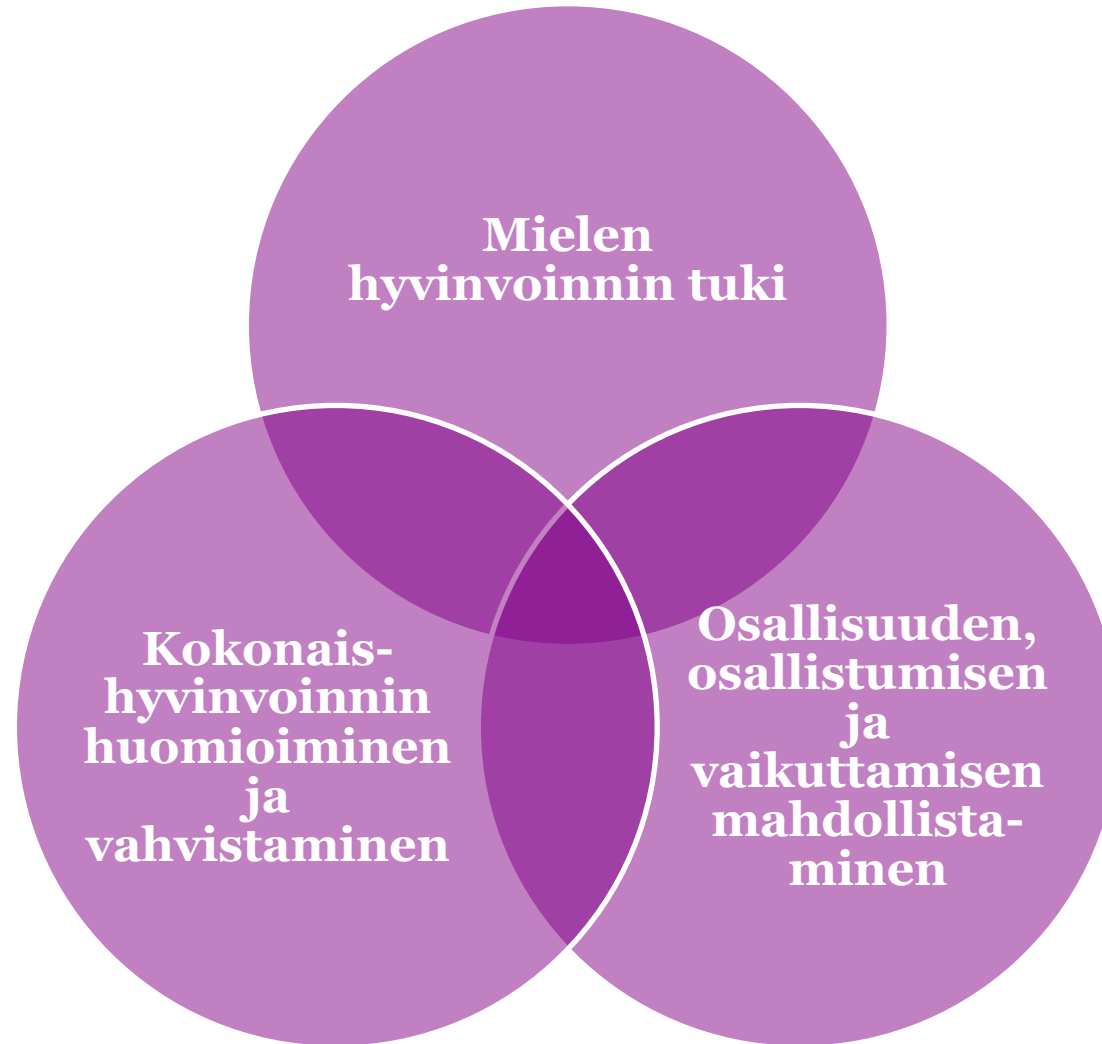 Mielen
hyvinvoinnin tuki
Kokonais-
hyvinvoinnin
huomioiminen
ja
vahvistaminen
Osallisuuden,
osallistumisen
ja
vaikuttamisen
mahdollista-
minen